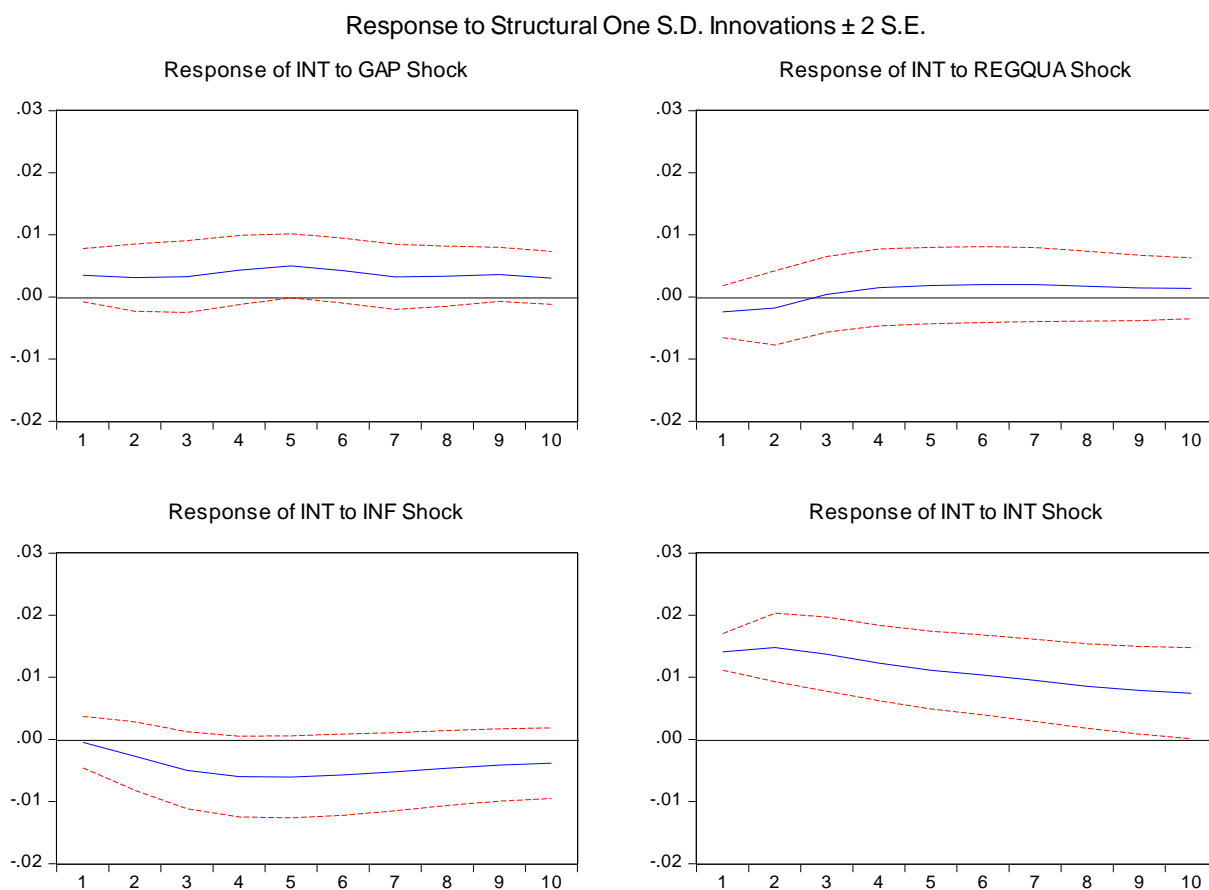 Response to Structural One S.D. Innovations ± 2 S.E.
Response of INT to GAP Shock
.03
.02
.01
.00
-.01
-.02
1 2 3 4 5 6 7 8 9 10
Response of INT to REGQUA Shock
.03
.02
.01
.00
-.01
-.02
1 2 3 4 5 6 7 8 9 10
Response of INT to INF Shock
.03
.02
.01
.00
-.01
-.02
1 2 3 4 5 6 7 8 9 10
Response of INT to INT Shock
.03
.02
.01
.00
-.01
-.02
1 2 3 4 5 6 7 8 9 10